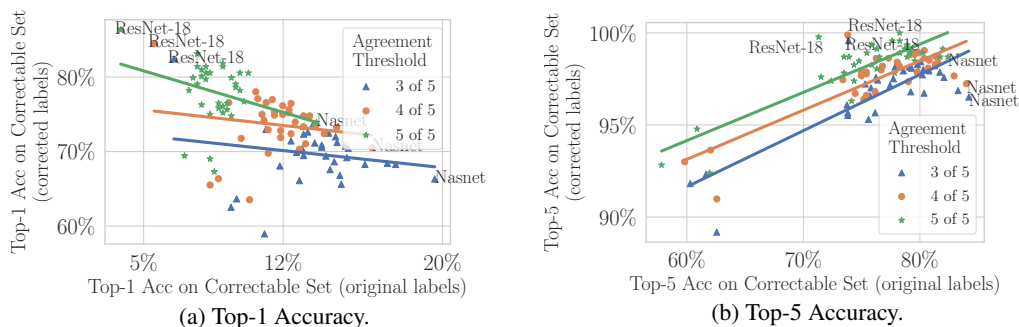 Top-1 Acc on Correctable Set
(corrected labels)
80%
70%
60%
ResNet-18
ResNet-18
ResNet-18
Agreement
Threshold
3 of 5
4 of 5
5 of 5
Nasnet
Nasnet
Nasnet
5%
12%
20%
Top-1 Acc on Correctable Set (original labels)
(a) Top-1 Accuracy.
Top-5 Acc on Correctable Set
(corrected labels)
100%
95%
90%
ResNet-18
ResNet-18
ResNet-18
Nasnet
Nasnet
Nasnet
Agreement
Threshold
3 of 5
4 of 5
5 of 5
60%
70%
80%
Top-5 Acc on Correctable Set (original labels)
(b) Top-5 Accuracy.